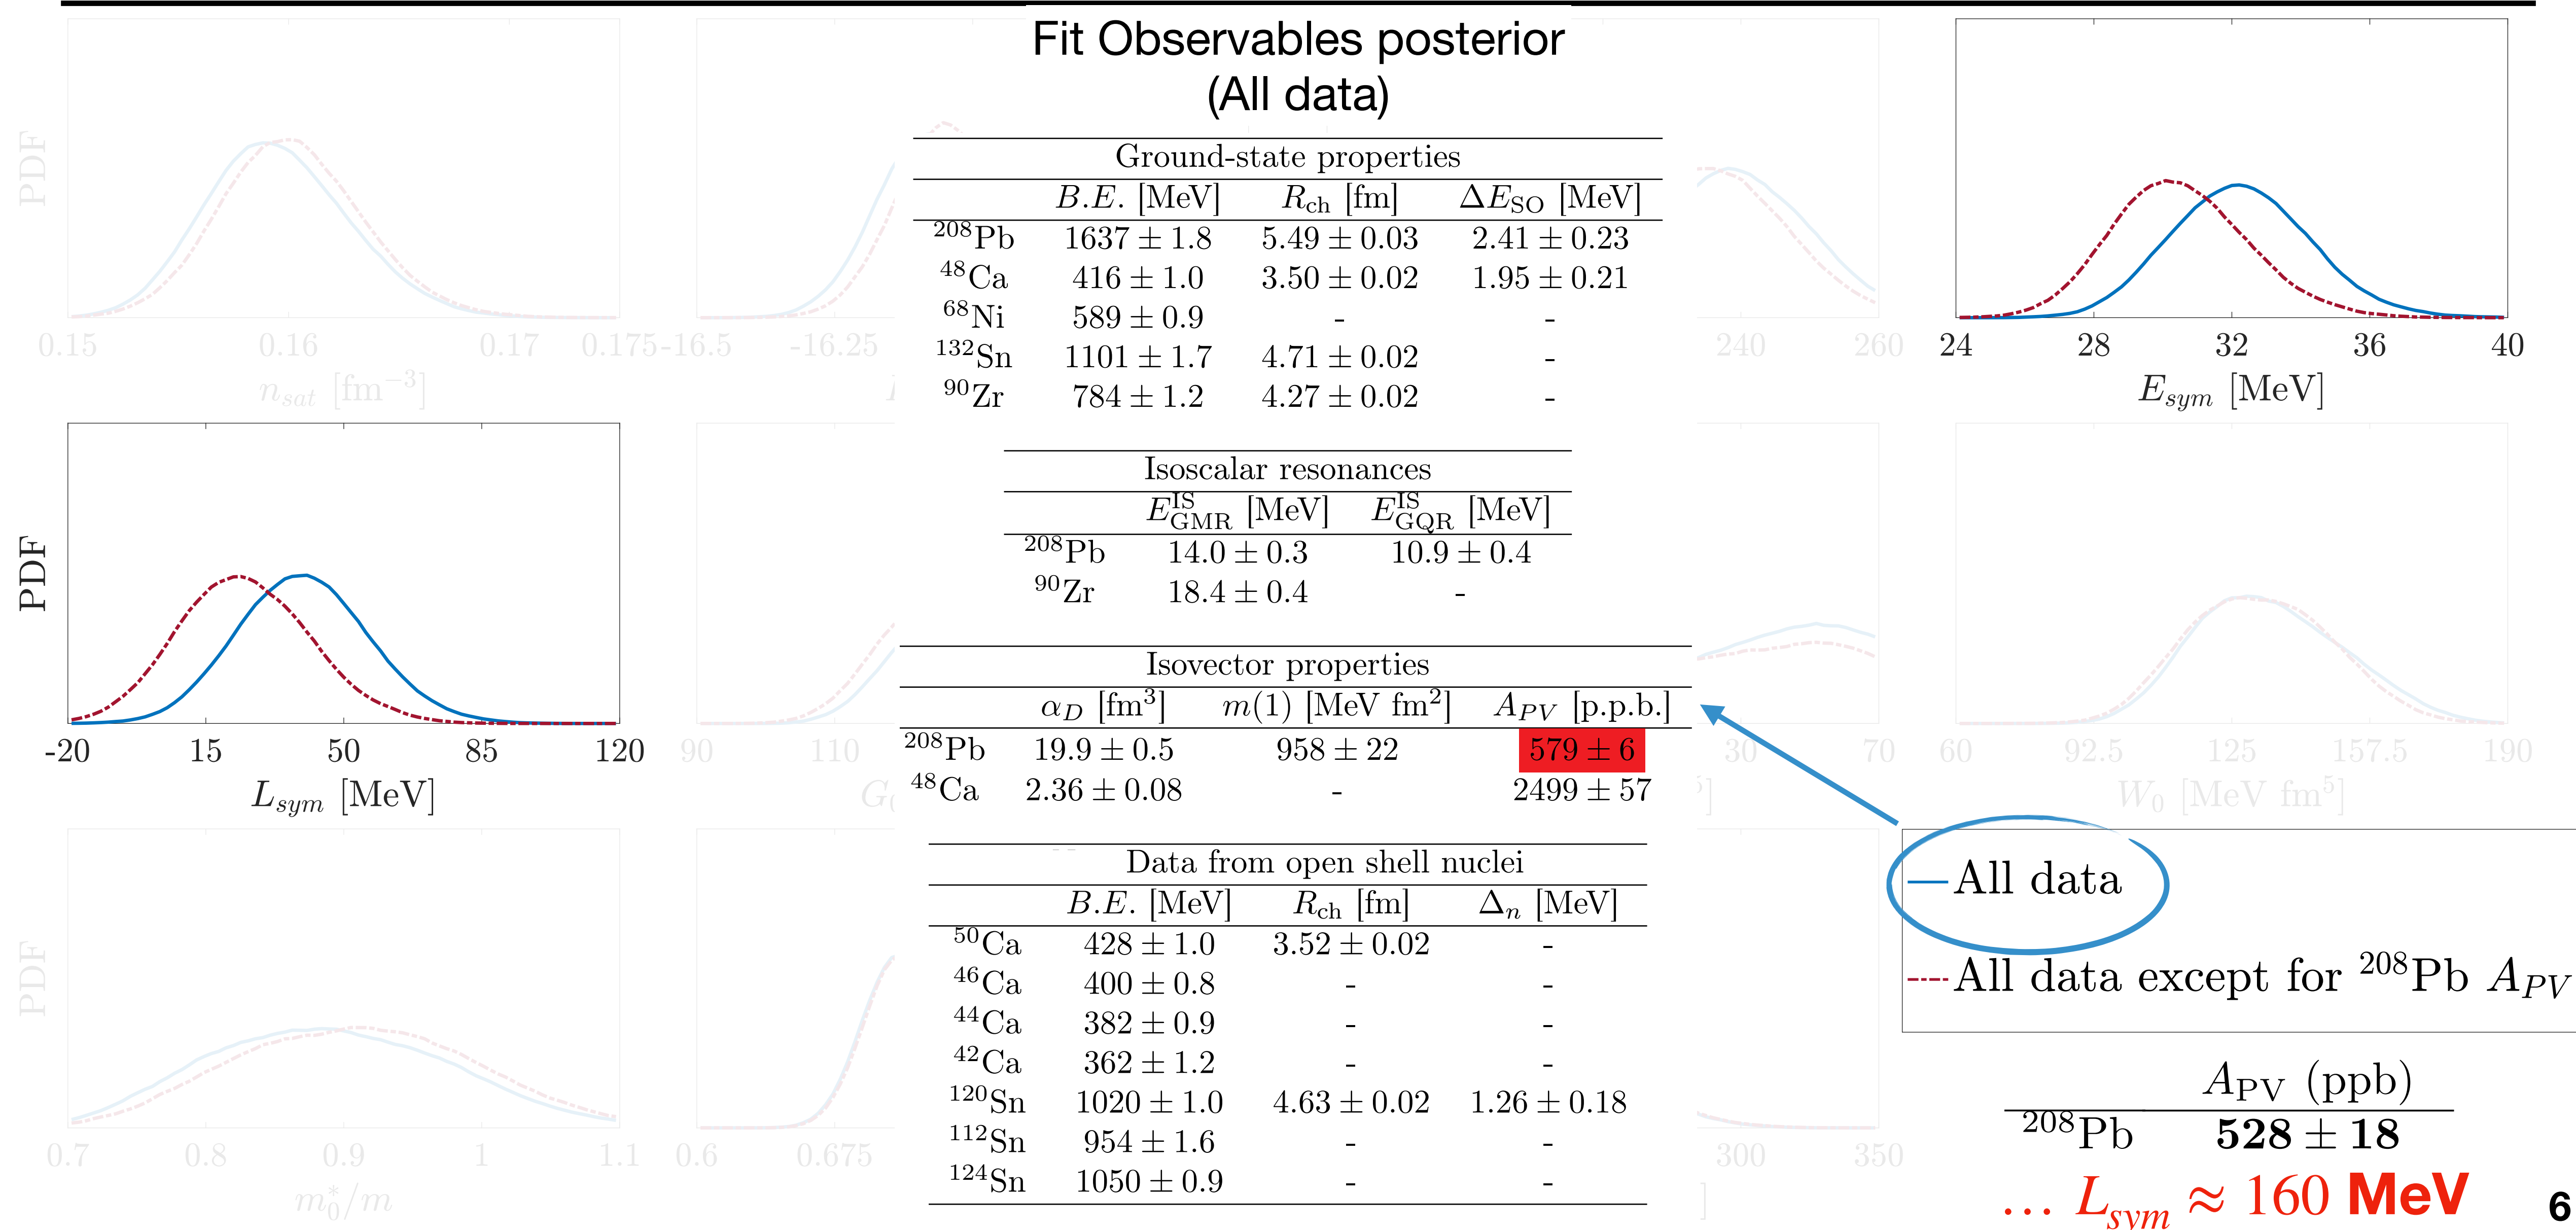 Fit Observables posterior
(All data)
PDF
0.15 0.16 0.17 0.175
n_sat [fm⁻³]
-16.5 -16.25
240 260
24 28 32 36 40
E_sym [MeV]
Ground-state properties
B.E. [MeV] R_ch [fm] ΔE_SO [MeV]
²⁰⁸Pb 1637 ± 1.8 5.49 ± 0.03 2.41 ± 0.23
⁴⁸Ca 416 ± 1.0 3.50 ± 0.02 1.95 ± 0.21
⁶⁸Ni 589 ± 0.9 - -
¹³²Sn 1101 ± 1.7 4.71 ± 0.02 -
⁹⁰Zr 784 ± 1.2 4.27 ± 0.02 -
Isoscalar resonances
E^IS_GMR [MeV] E^IS_GQR [MeV]
²⁰⁸Pb 14.0 ± 0.3 10.9 ± 0.4
⁹⁰Zr 18.4 ± 0.4 -
Isovector properties
α_D [fm³] m(1) [MeV fm²] A_PV [p.p.b.]
²⁰⁸Pb 19.9 ± 0.5 958 ± 22 579 ± 6
⁴⁸Ca 2.36 ± 0.08 - 2499 ± 57
Data from open shell nuclei
B.E. [MeV] R_ch [fm] Δ_n [MeV]
⁵⁰Ca 428 ± 1.0 3.52 ± 0.02 -
⁴⁶Ca 400 ± 0.8 - -
⁴⁴Ca 382 ± 0.9 - -
⁴²Ca 362 ± 1.2 - -
¹²⁰Sn 1020 ± 1.0 4.63 ± 0.02 1.26 ± 0.18
¹¹²Sn 954 ± 1.6 - -
¹²⁴Sn 1050 ± 0.9 - -
PDF
-20 15 50 85 120
L_sym [MeV]
90 110
30 70
60 92.5 125 157.5 190
W₀ [MeV fm⁵]
PDF
0.7 0.8 0.9 1 1.1
m*₀/m
0.6 0.675
300 350
All data
All data except for ²⁰⁸Pb A_PV
A_PV (ppb)
²⁰⁸Pb 528 ± 18
... L_sym ≈ 160 MeV
6